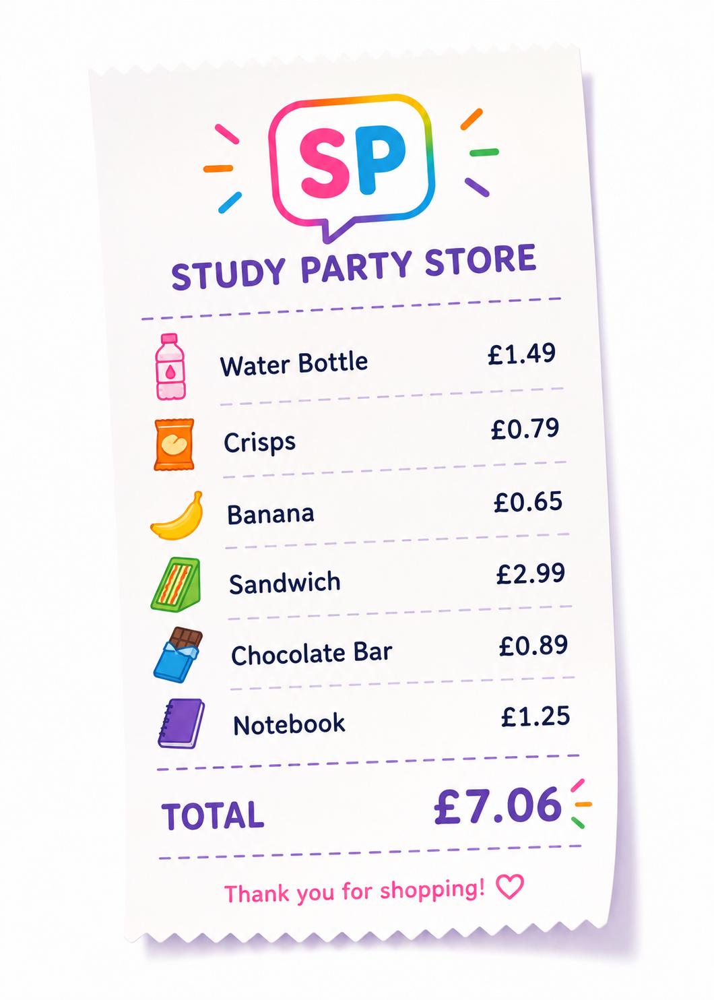 SP
STUDY PARTY STORE
Water Bottle £1.49
Crisps £0.79
Banana £0.65
Sandwich £2.99
Chocolate Bar £0.89
Notebook £1.25
TOTAL £7.06
Thank you for shopping!